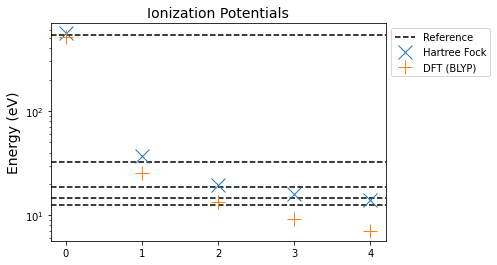 Ionization Potentials
Reference
Hartree Fock
DFT (BLYP)
Energy (eV)
10²
10¹
0 1 2 3 4